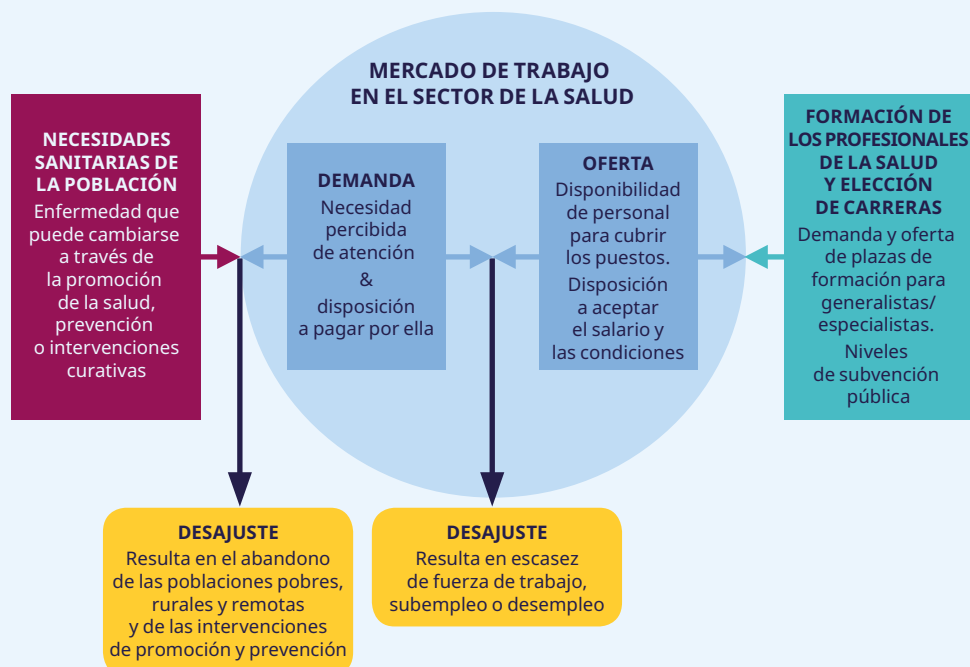 MERCADO DE TRABAJO
EN EL SECTOR DE LA SALUD
NECESIDADES
SANITARIAS DE
LA POBLACIÓN
Enfermedad que
puede cambiarse
a través de
la promoción
de la salud,
prevención
o intervenciones
curativas
DEMANDA
Necesidad
percibida
de atención
&
disposición
a pagar por ella
OFERTA
Disponibilidad
de personal
para cubrir
los puestos.
Disposición
a aceptar
el salario y
las condiciones
FORMACIÓN DE
LOS PROFESIONALES
DE LA SALUD
Y ELECCIÓN
DE CARRERAS
Demanda y oferta
de plazas de
formación para
generalistas/
especialistas.
Niveles
de subvención
pública
DESAJUSTE
Resulta en el abandono
de las poblaciones pobres,
rurales y remotas
y de las intervenciones
de promoción y prevención
DESAJUSTE
Resulta en escasez
de fuerza de trabajo,
subempleo o desempleo